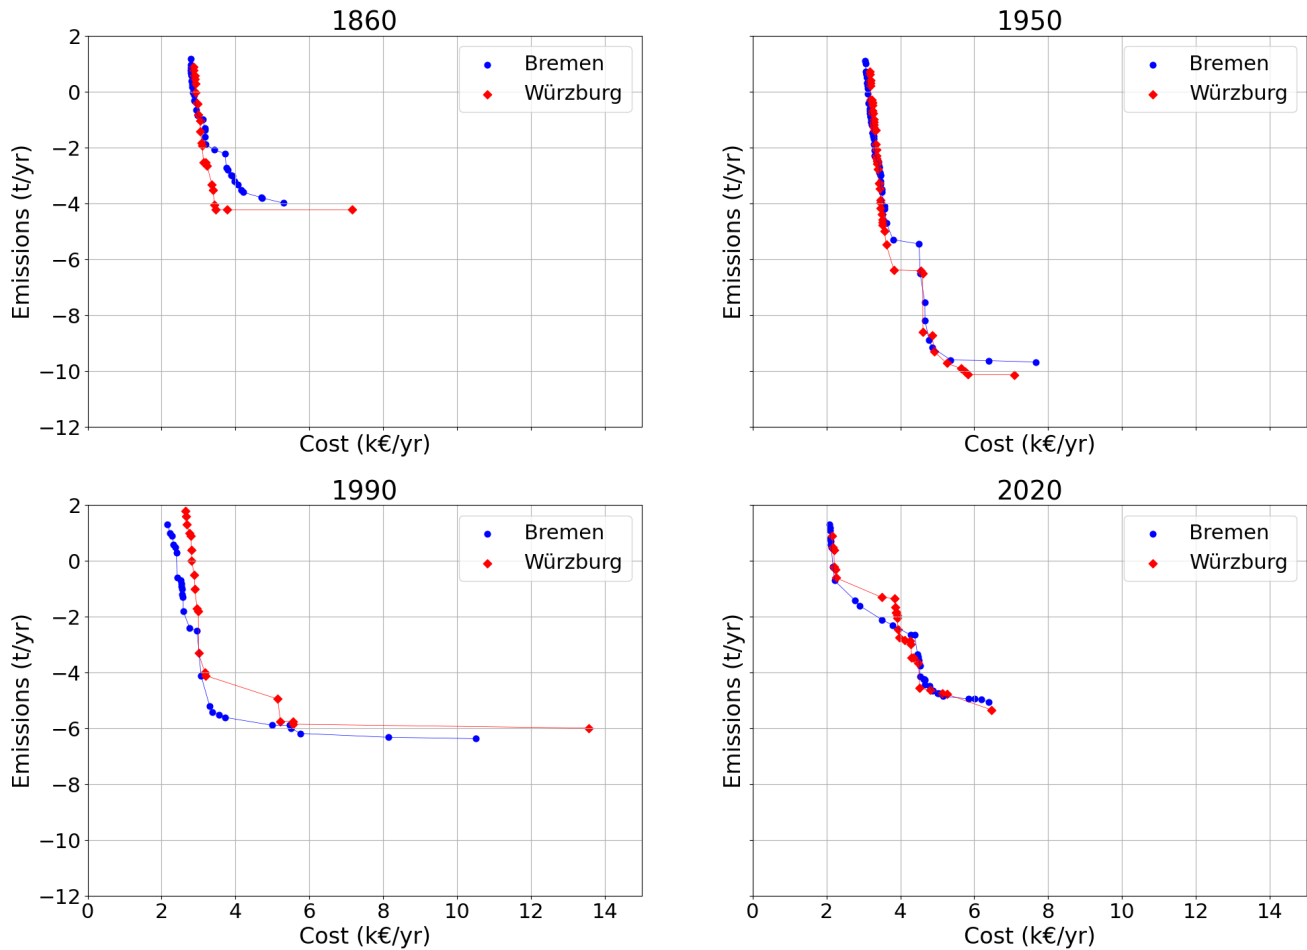 1860
2
0
−2
−4
−6
−8
−10
−12
Emissions (t/yr)
Cost (k€/yr)
Bremen
Würzburg
1950
Emissions (t/yr)
Cost (k€/yr)
Bremen
Würzburg
1990
2
0
−2
−4
−6
−8
−10
−12
Emissions (t/yr)
0 2 4 6 8 10 12 14
Cost (k€/yr)
Bremen
Würzburg
2020
Emissions (t/yr)
0 2 4 6 8 10 12 14
Cost (k€/yr)
Bremen
Würzburg